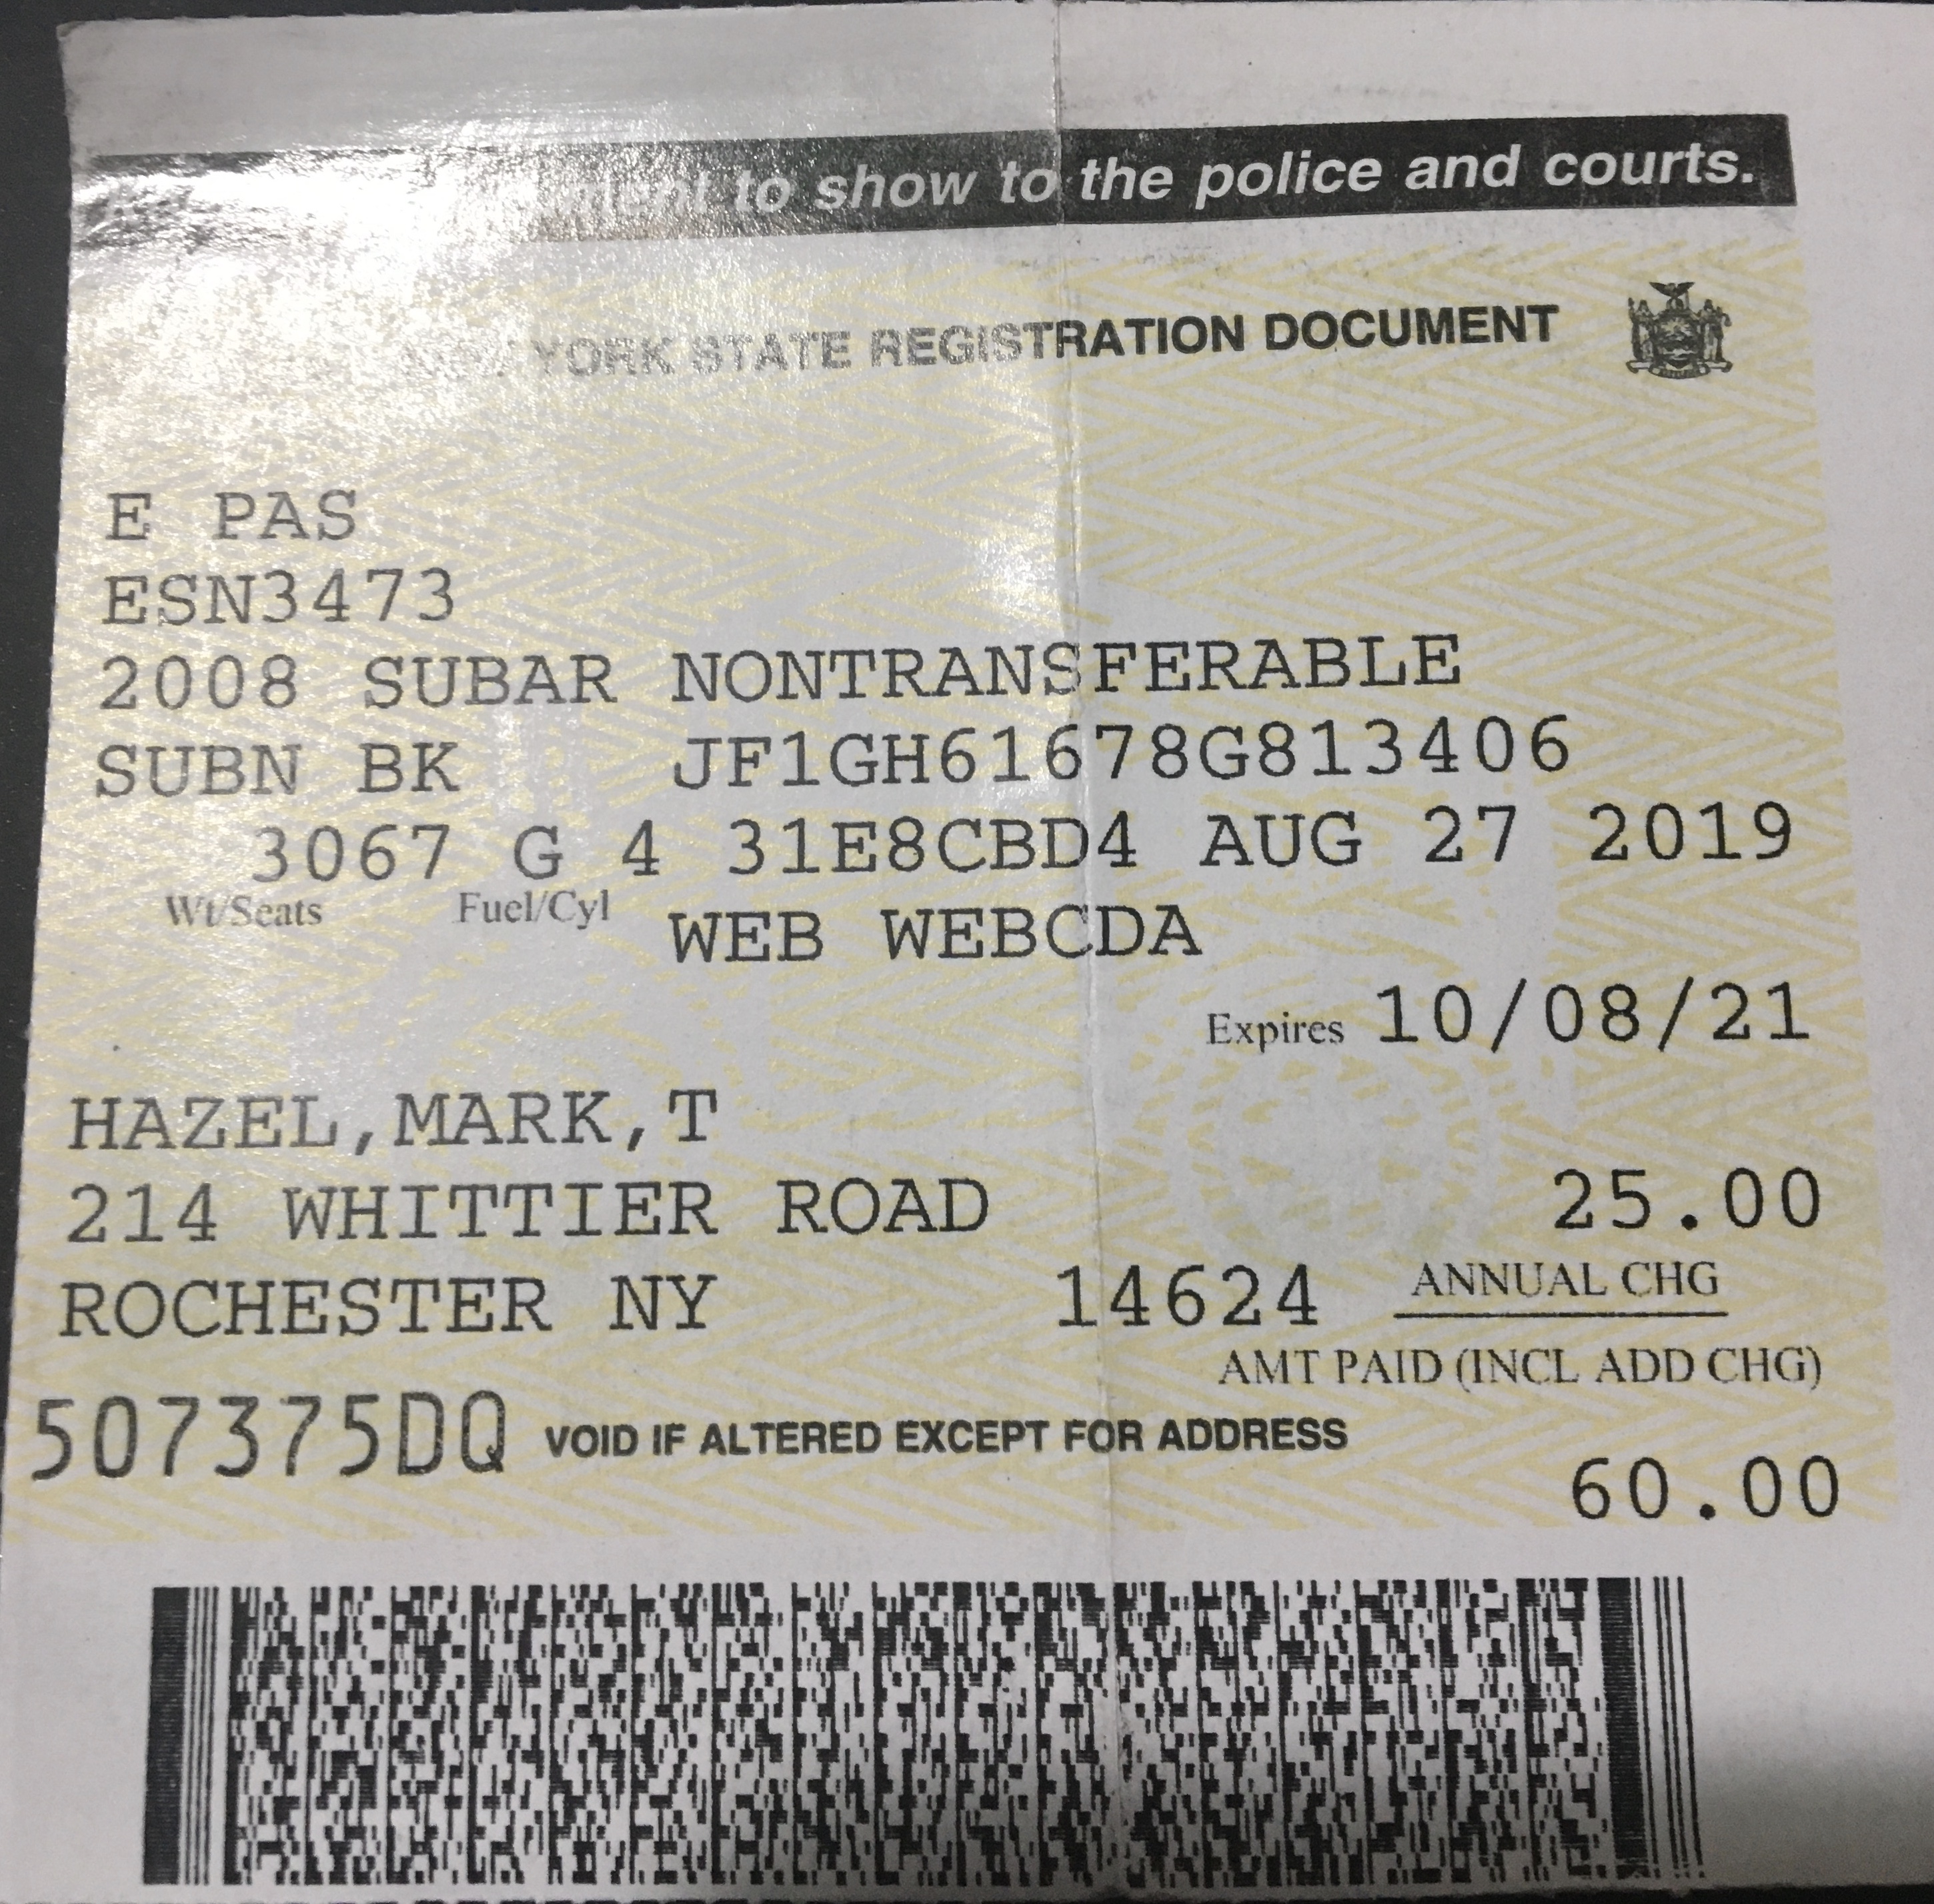 to show to the police and courts.
YORK STATE REGISTRATION DOCUMENT
E PAS
ESN3473
2008 SUBAR NONTRANSFERABLE
SUBN BK JF1GH61678G813406
3067 G 4 31E8CBD4 AUG 27 2019
Wt/Seats Fuel/Cyl
WEB WEBCDA
Expires 10/08/21
HAZEL,MARK,T
214 WHITTIER ROAD 25.00
ROCHESTER NY 14624 ANNUAL CHG
AMT PAID (INCL ADD CHG)
507375DQ VOID IF ALTERED EXCEPT FOR ADDRESS
60.00